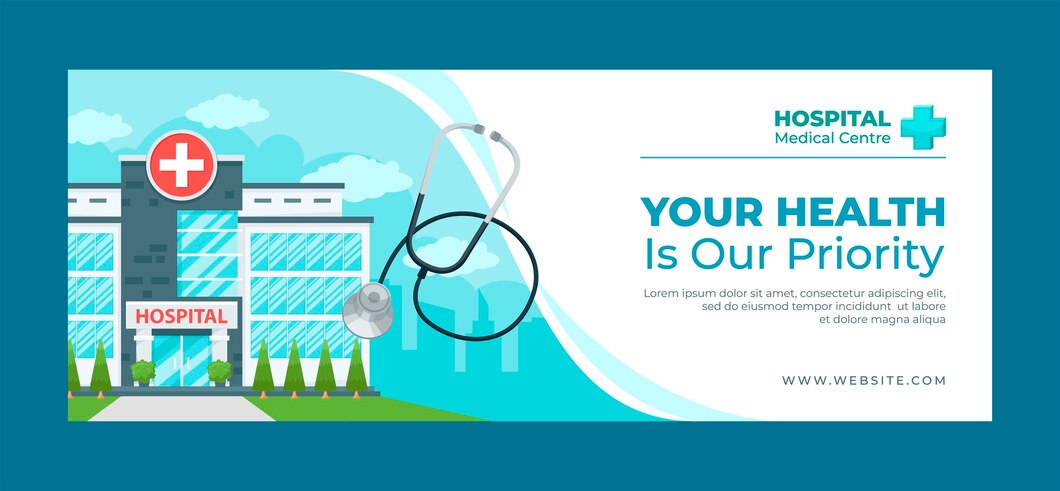 HOSPITAL
HOSPITAL
Medical Centre
YOUR HEALTH
Is Our Priority
Lorem ipsum dolor sit amet, consectetur adipiscing elit,
sed do eiusmod tempor incididunt ut labore
et dolore magna aliqua
WWW.WEBSITE.COM